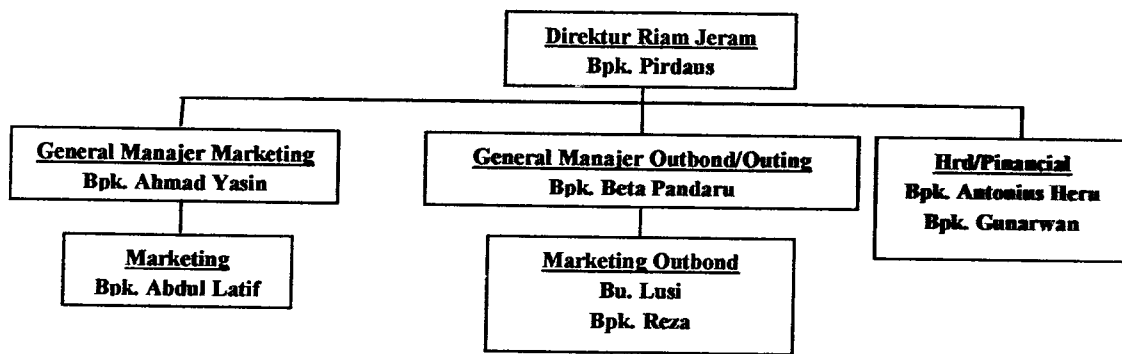 Direktur Riam Jeram
Bpk. Pirdaus
General Manajer Marketing
Bpk. Ahmad Yasin
General Manajer Outbond/Outing
Bpk. Beta Pandaru
Hrd/Pinancial
Bpk. Antonius Heru
Bpk. Gunarwan
Marketing
Bpk. Abdul Latif
Marketing Outbond
Bu. Lusi
Bpk. Reza